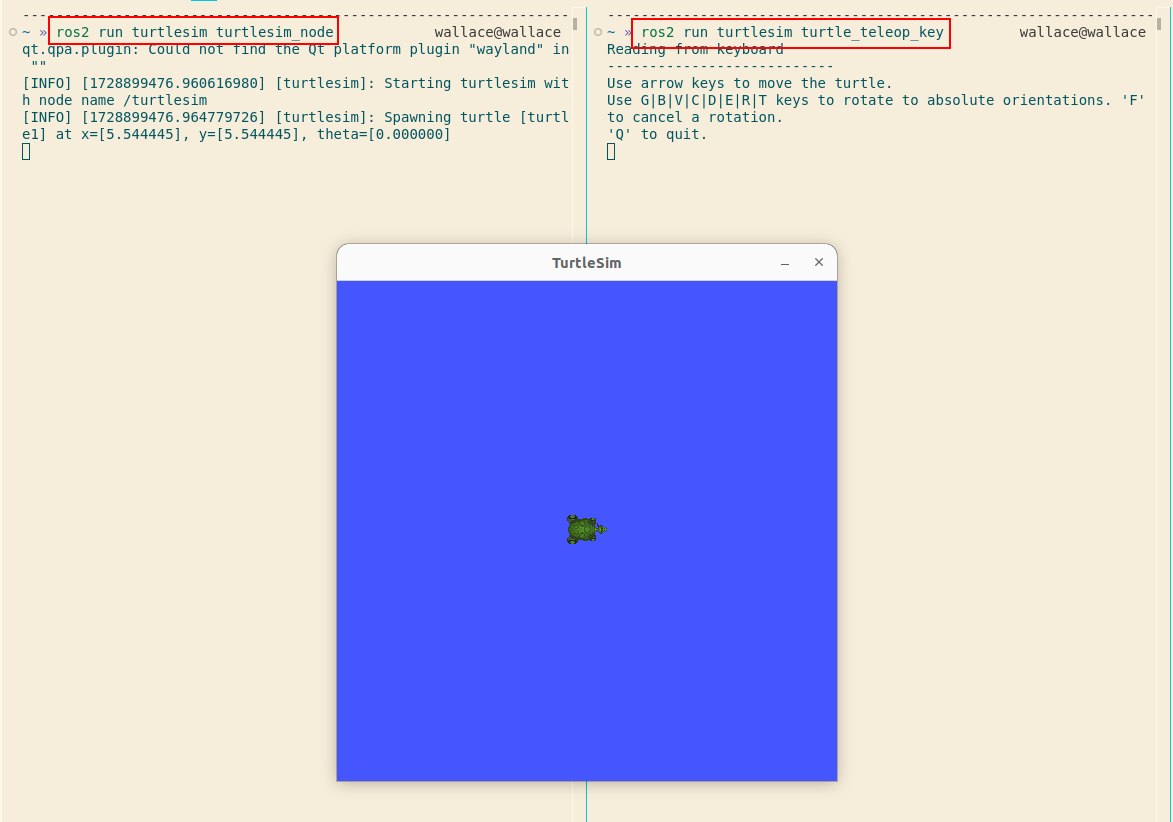 ~ » ros2 run turtlesim turtlesim_node wallace@wallace
qt.qpa.plugin: Could not find the Qt platform plugin "wayland" in
""
[INFO] [1728899476.960616980] [turtlesim]: Starting turtlesim wit
h node name /turtlesim
[INFO] [1728899476.964779726] [turtlesim]: Spawning turtle [turtl
e1] at x=[5.544445], y=[5.544445], theta=[0.000000]
~ » ros2 run turtlesim turtle_teleop_key wallace@wallace
Reading from keyboard
---------------------------
Use arrow keys to move the turtle.
Use G|B|V|C|D|E|R|T keys to rotate to absolute orientations. 'F'
to cancel a rotation.
'Q' to quit.
TurtleSim